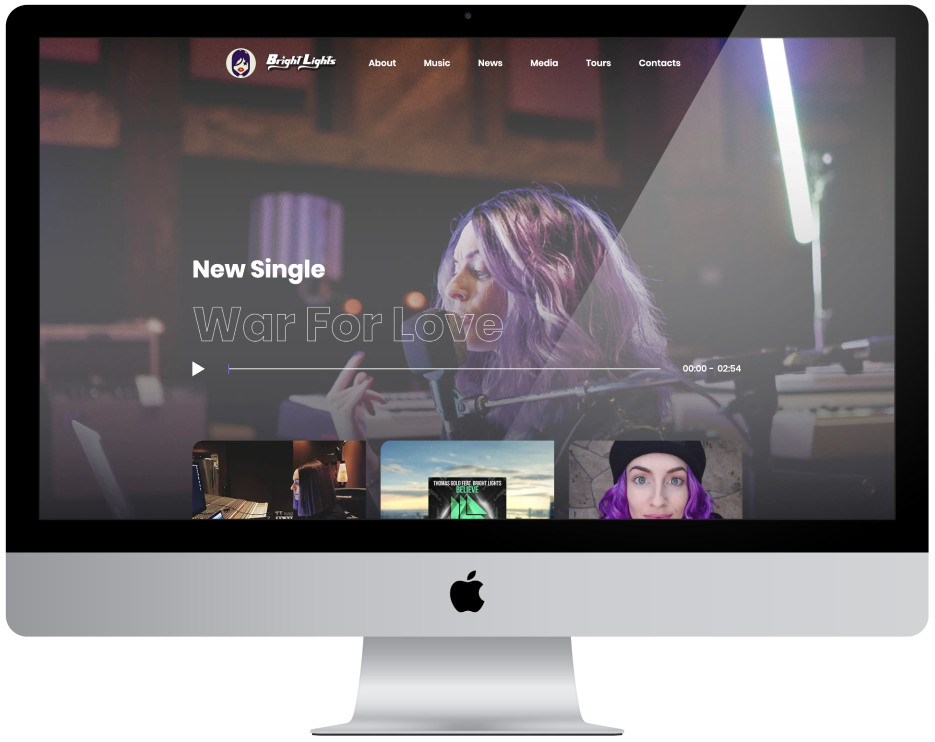 Bright Lights
About Music News Media Tours Contacts
New Single
War For Love
00:00 - 02:54
THOMAS GOLD FEAT. BRIGHT LIGHTS
BELIEVE